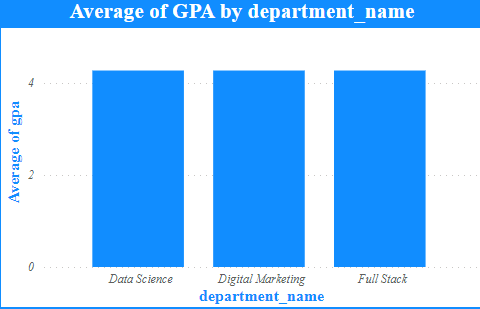 Average of GPA by department_name
Average of gpa
4
2
0
Data Science Digital Marketing Full Stack
department_name